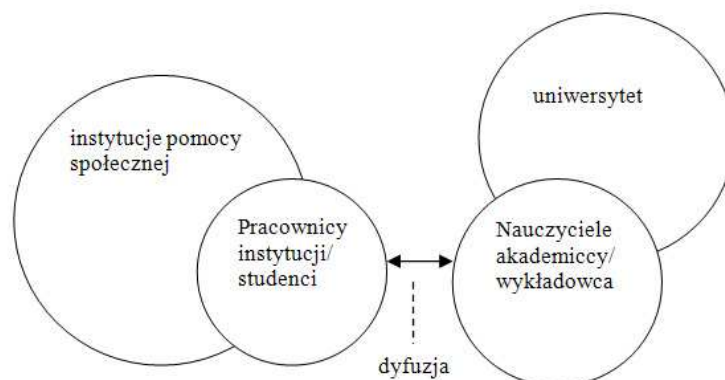 instytucje pomocy
społecznej
uniwersytet
Pracownicy
instytucji/
studenci
Nauczyciele
akademiccy/
wykładowca
dyfuzja